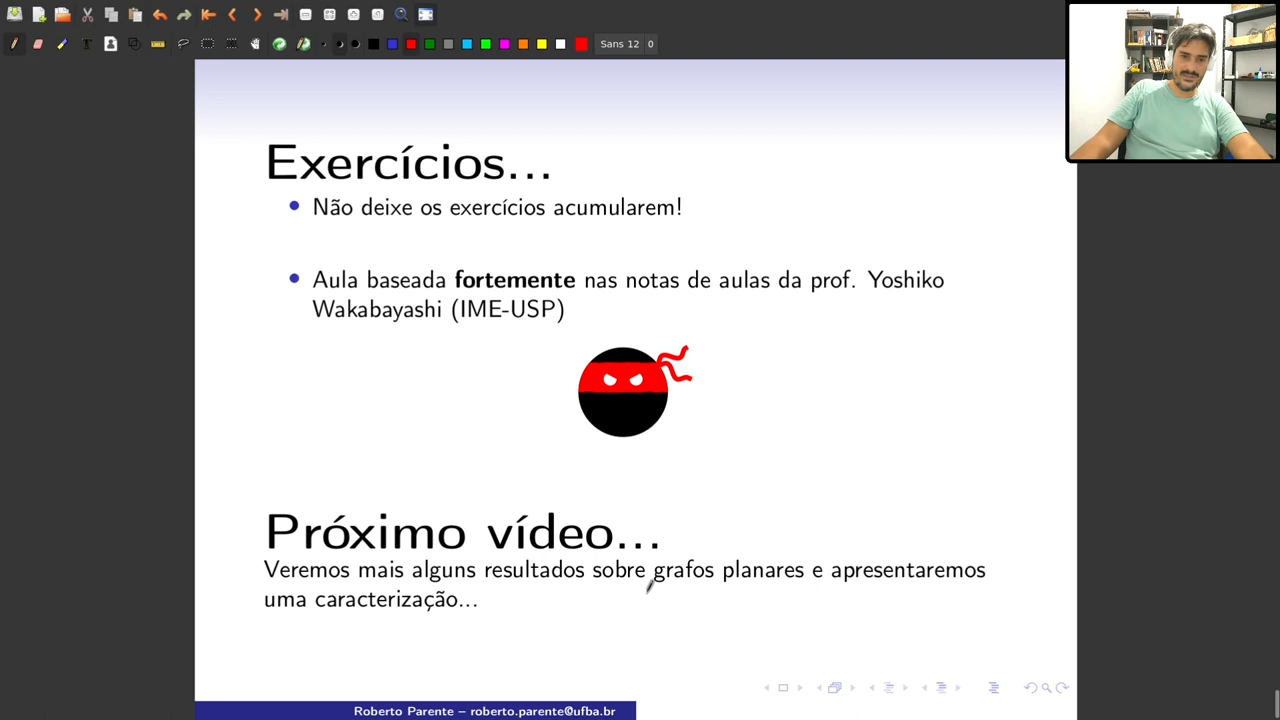 Sans 12
Exercícios...
Não deixe os exercícios acumularem!
Aula baseada fortemente nas notas de aulas da prof. Yoshiko
Wakabayashi (IME-USP)
Próximo vídeo...
Veremos mais alguns resultados sobre grafos planares e apresentaremos
uma caracterização...
Roberto Parente – roberto.parente@ufba.br